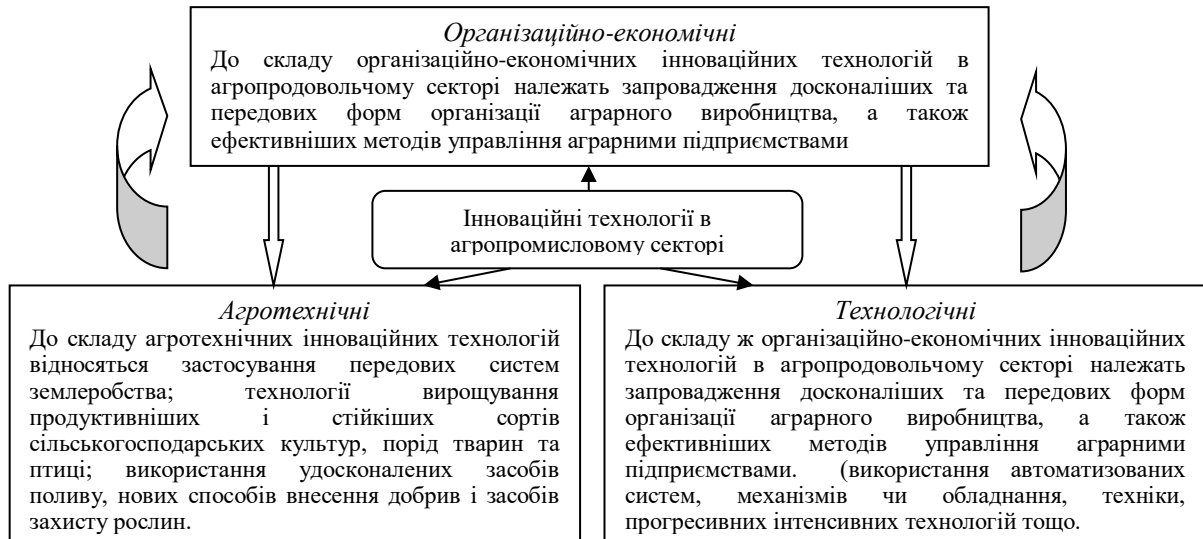 Організаційно-економічні
До складу організаційно-економічних інноваційних технологій в
агропродовольчому секторі належать запровадження досконаліших та
передових форм організації аграрного виробництва, а також
ефективніших методів управління аграрними підприємствами
Інноваційні технології в
агропромисловому секторі
Агротехнічні
До складу агротехнічних інноваційних технологій
відносяться застосування передових систем
землеробства; технології вирощування
продуктивніших і стійкіших сортів
сільськогосподарських культур, порід тварин та
птиці; використання удосконалених засобів
поливу, нових способів внесення добрив і засобів
захисту рослин.
Технологічні
До складу ж організаційно-економічних інноваційних
технологій в агропродовольчому секторі належать
запровадження досконаліших та передових форм
організації аграрного виробництва, а також
ефективніших методів управління аграрними
підприємствами. (використання автоматизованих
систем, механізмів чи обладнання, техніки,
прогресивних інтенсивних технологій тощо.